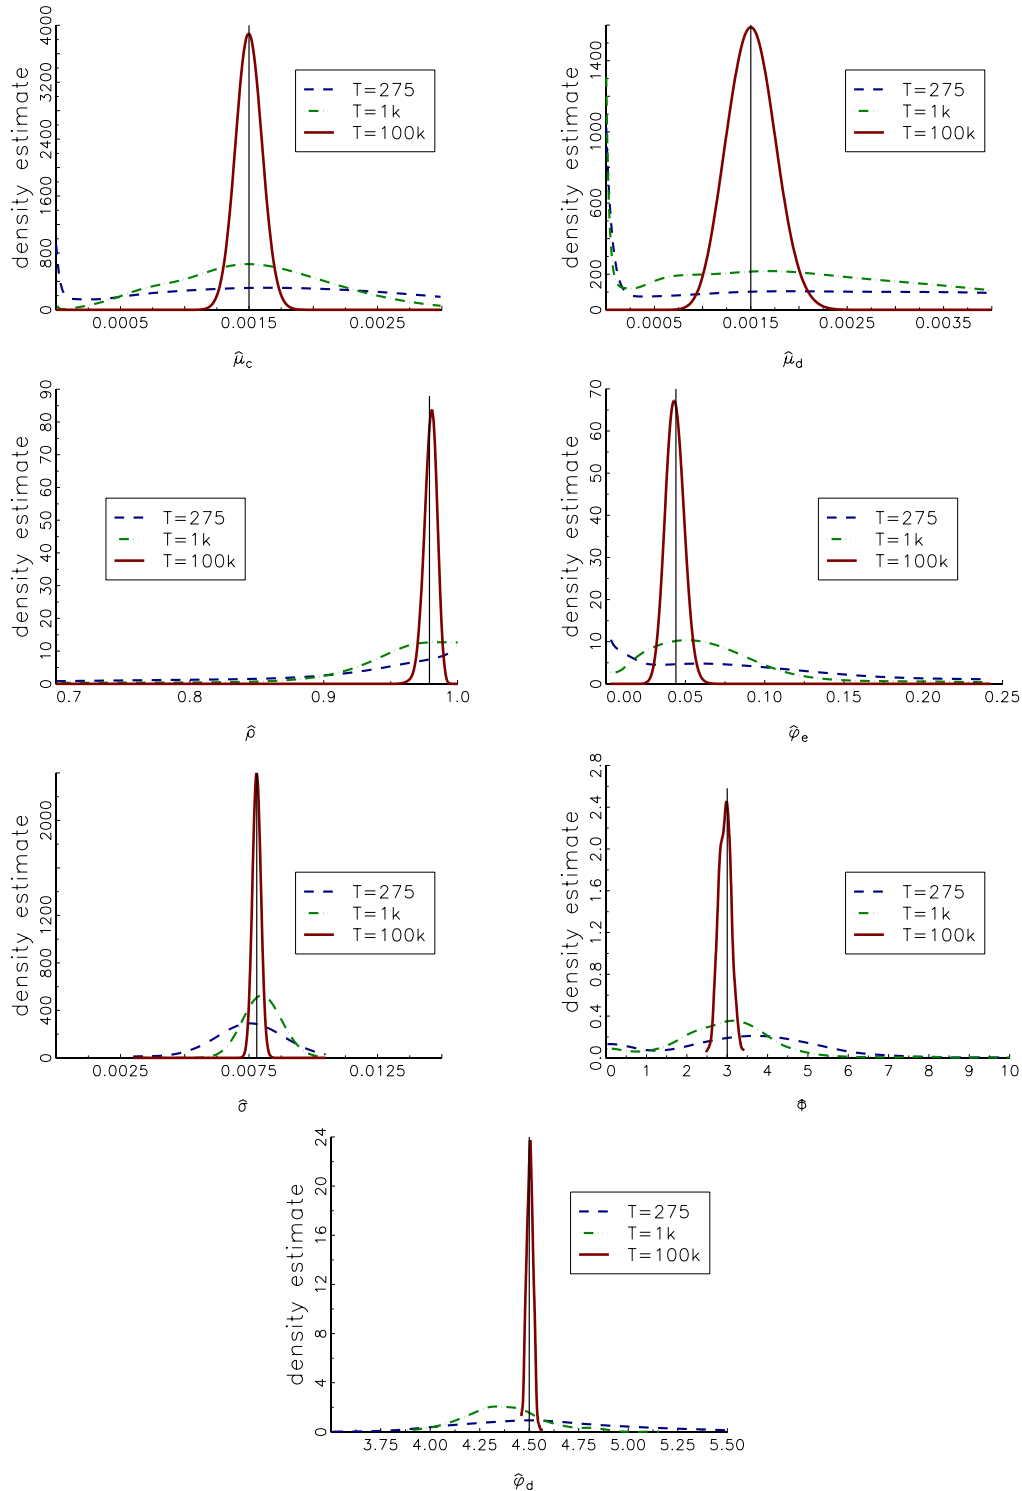 density estimate
4000
3200
2400
1600
800
0
T=275
T=1k
T=100k
0.0005 0.0015 0.0025
μ̂c
density estimate
1400
1000
600
200
0
T=275
T=1k
T=100k
0.0005 0.0015 0.0025 0.0035
μ̂d
density estimate
90
80
70
60
50
40
30
20
10
0
T=275
T=1k
T=100k
0.7 0.8 0.9 1.0
ρ̂
density estimate
70
60
50
40
30
20
10
0
T=275
T=1k
T=100k
0.00 0.05 0.10 0.15 0.20 0.25
φ̂e
density estimate
2000
1200
800
400
0
T=275
T=1k
T=100k
0.0025 0.0075 0.0125
σ̂
density estimate
2.8
2.4
2.0
1.6
1.2
0.8
0.4
0.0
T=275
T=1k
T=100k
0 1 2 3 4 5 6 7 8 9 10
Φ̂
density estimate
24
20
16
12
8
4
0
T=275
T=1k
T=100k
3.75 4.00 4.25 4.50 4.75 5.00 5.25 5.50
φ̂d